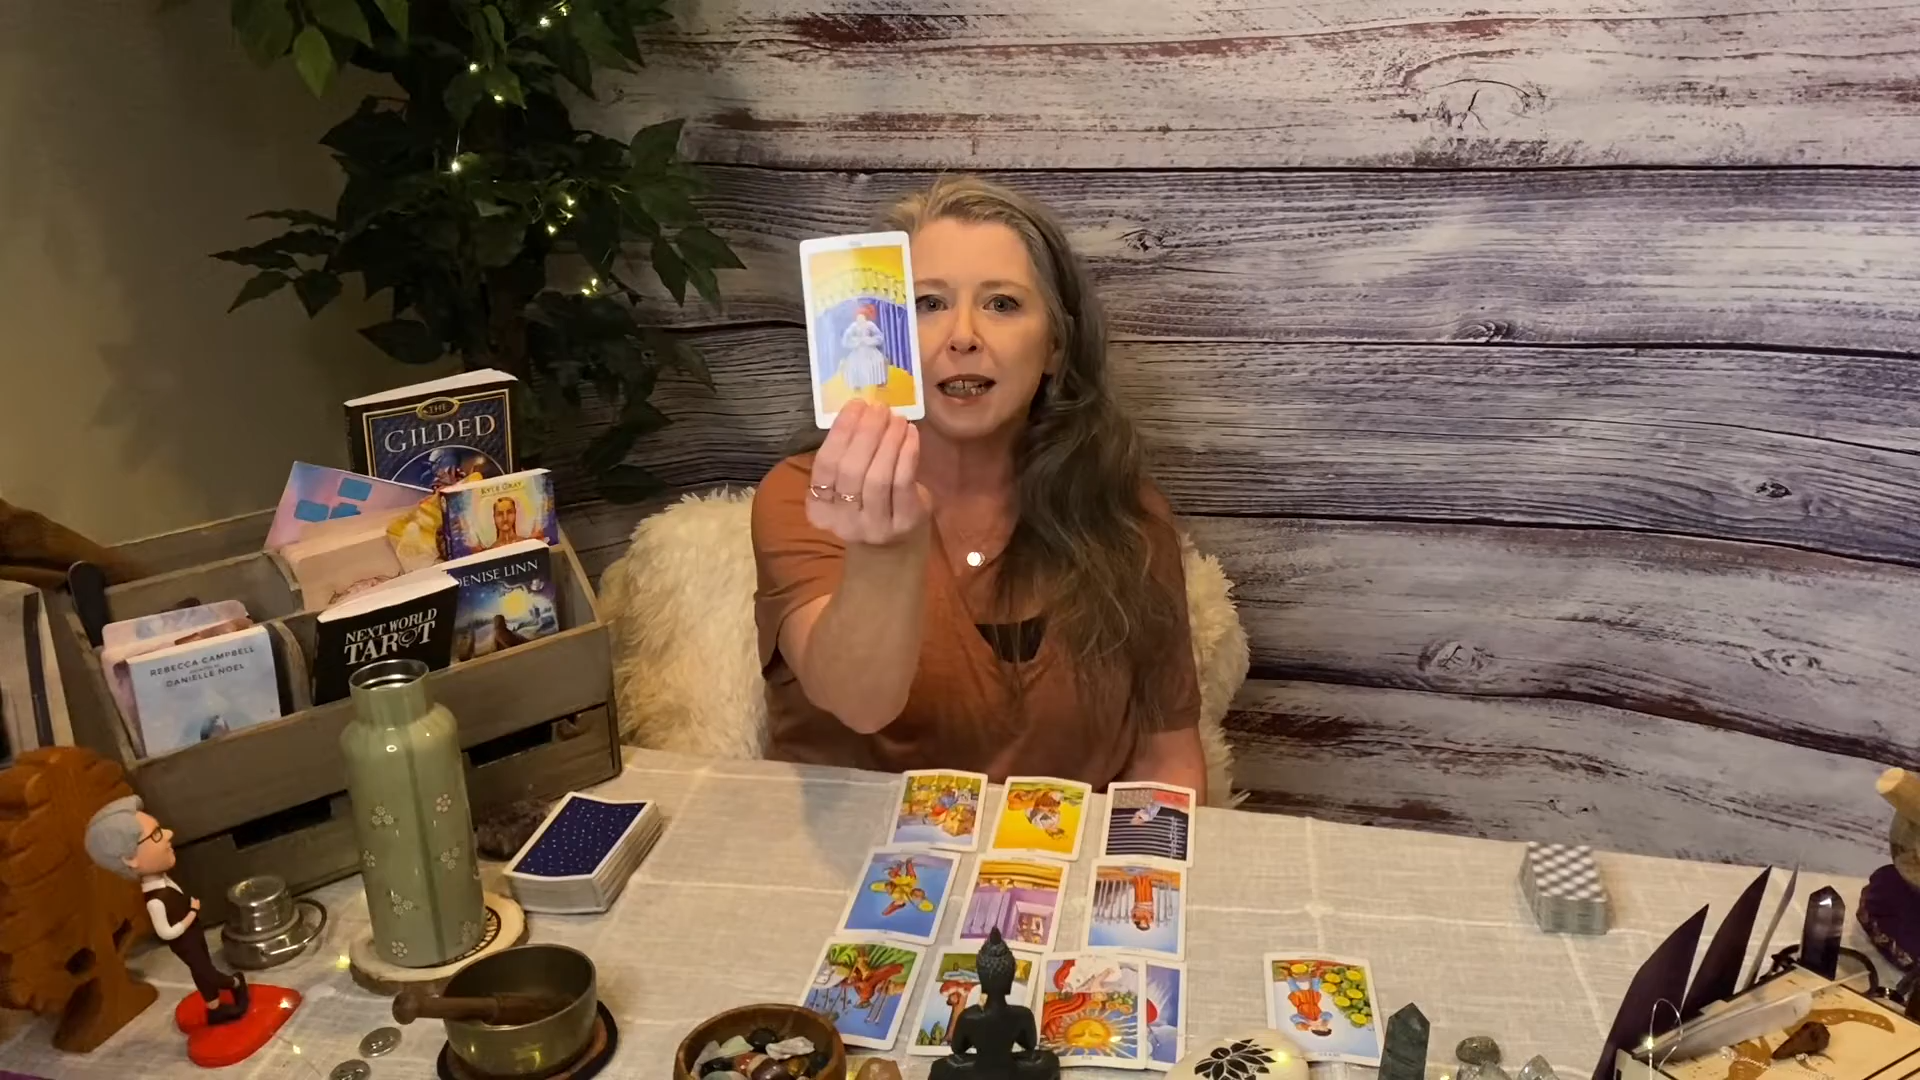 THE
GILDED
KYLE GRAY
DENISE LINN
NEXT WORLD
TAROT
REBECCA CAMPBELL
DANIELLE NOEL